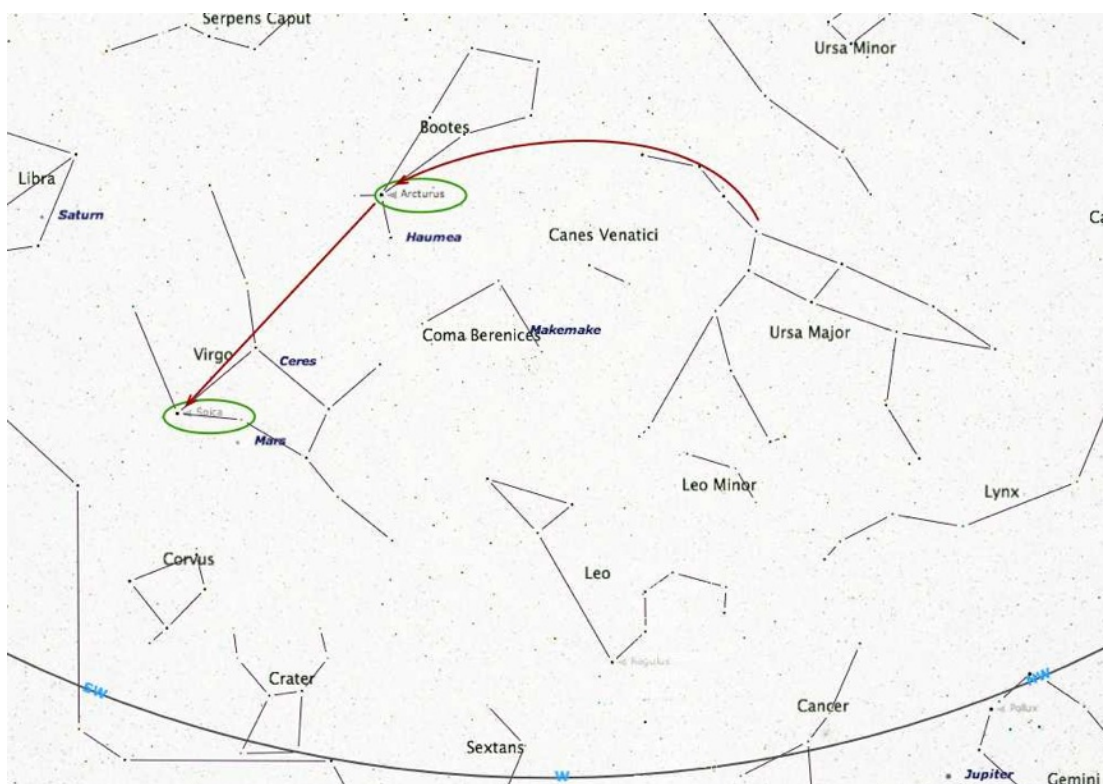 Serpens Caput
Ursa Minor
Bootes
Libra
Arcturus
Saturn
Haumea
Canes Venatici
Ca
Coma Berenices
Makemake
Ursa Major
Virgo
Ceres
Spica
Mars
Leo Minor
Lynx
Corvus
Leo
Regulus
Crater
SW
NW
Cancer
Pollux
Sextans
W
Jupiter
Gemini